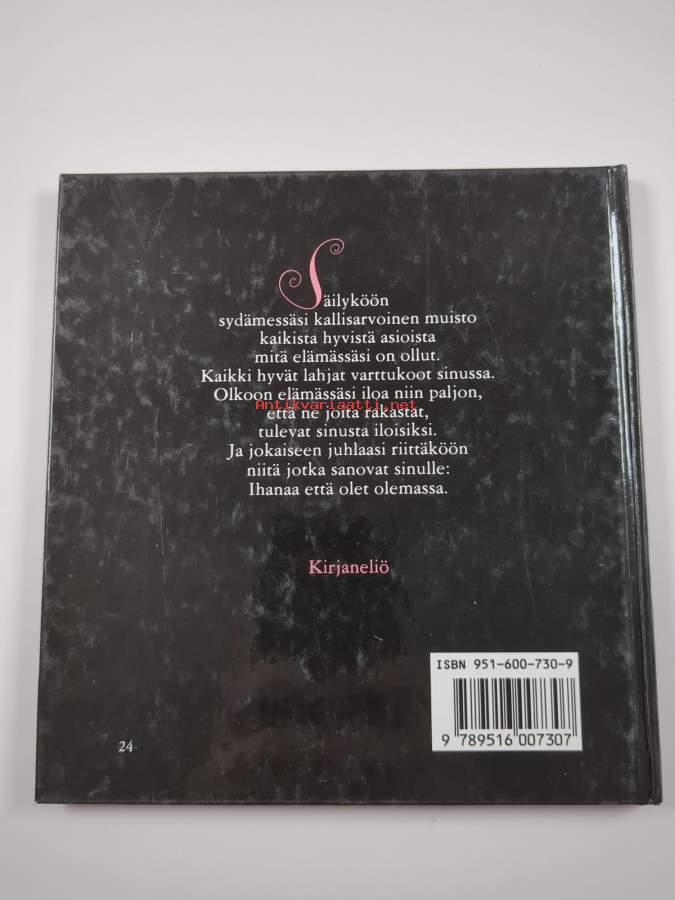 Säilyköön
sydämessäsi kallisarvoinen muisto
kaikista hyvistä asioista
mitä elämässäsi on ollut.
Kaikki hyvät lahjat varttukoot sinussa.
Olkoon elämässäsi iloa niin paljon,
Antikvariaatti.net
että ne joita rakastat,
tulevat sinusta iloisiksi.
Ja jokaiseen juhlaasi riittäköön
niitä jotka sanovat sinulle:
Ihanaa että olet olemassa.
Kirjaneliö
ISBN 951-600-730-9
9 789516 007307
24